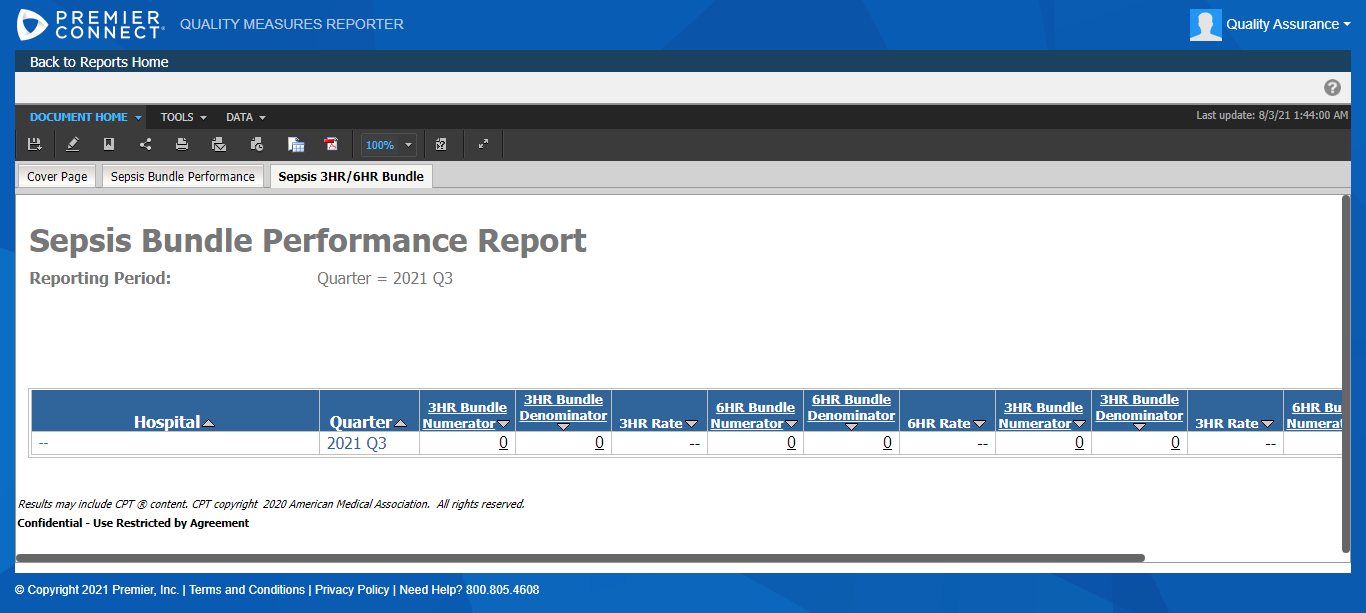 PREMIER CONNECT® QUALITY MEASURES REPORTER
Quality Assurance
Back to Reports Home
DOCUMENT HOME TOOLS DATA
Last update: 8/3/21 1:44:00 AM
100%
Cover Page Sepsis Bundle Performance Sepsis 3HR/6HR Bundle
Sepsis Bundle Performance Report
Reporting Period: Quarter = 2021 Q3
Hospital Quarter 3HR Bundle Numerator 3HR Bundle Denominator 3HR Rate 6HR Bundle Numerator 6HR Bundle Denominator 6HR Rate 3HR Bundle Numerator 3HR Bundle Denominator 3HR Rate 6HR Bu Numerat
-- 2021 Q3 0 0 -- 0 0 -- 0 0 --
Results may include CPT ® content. CPT copyright 2020 American Medical Association. All rights reserved.
Confidential - Use Restricted by Agreement
© Copyright 2021 Premier, Inc. | Terms and Conditions | Privacy Policy | Need Help? 800.805.4608